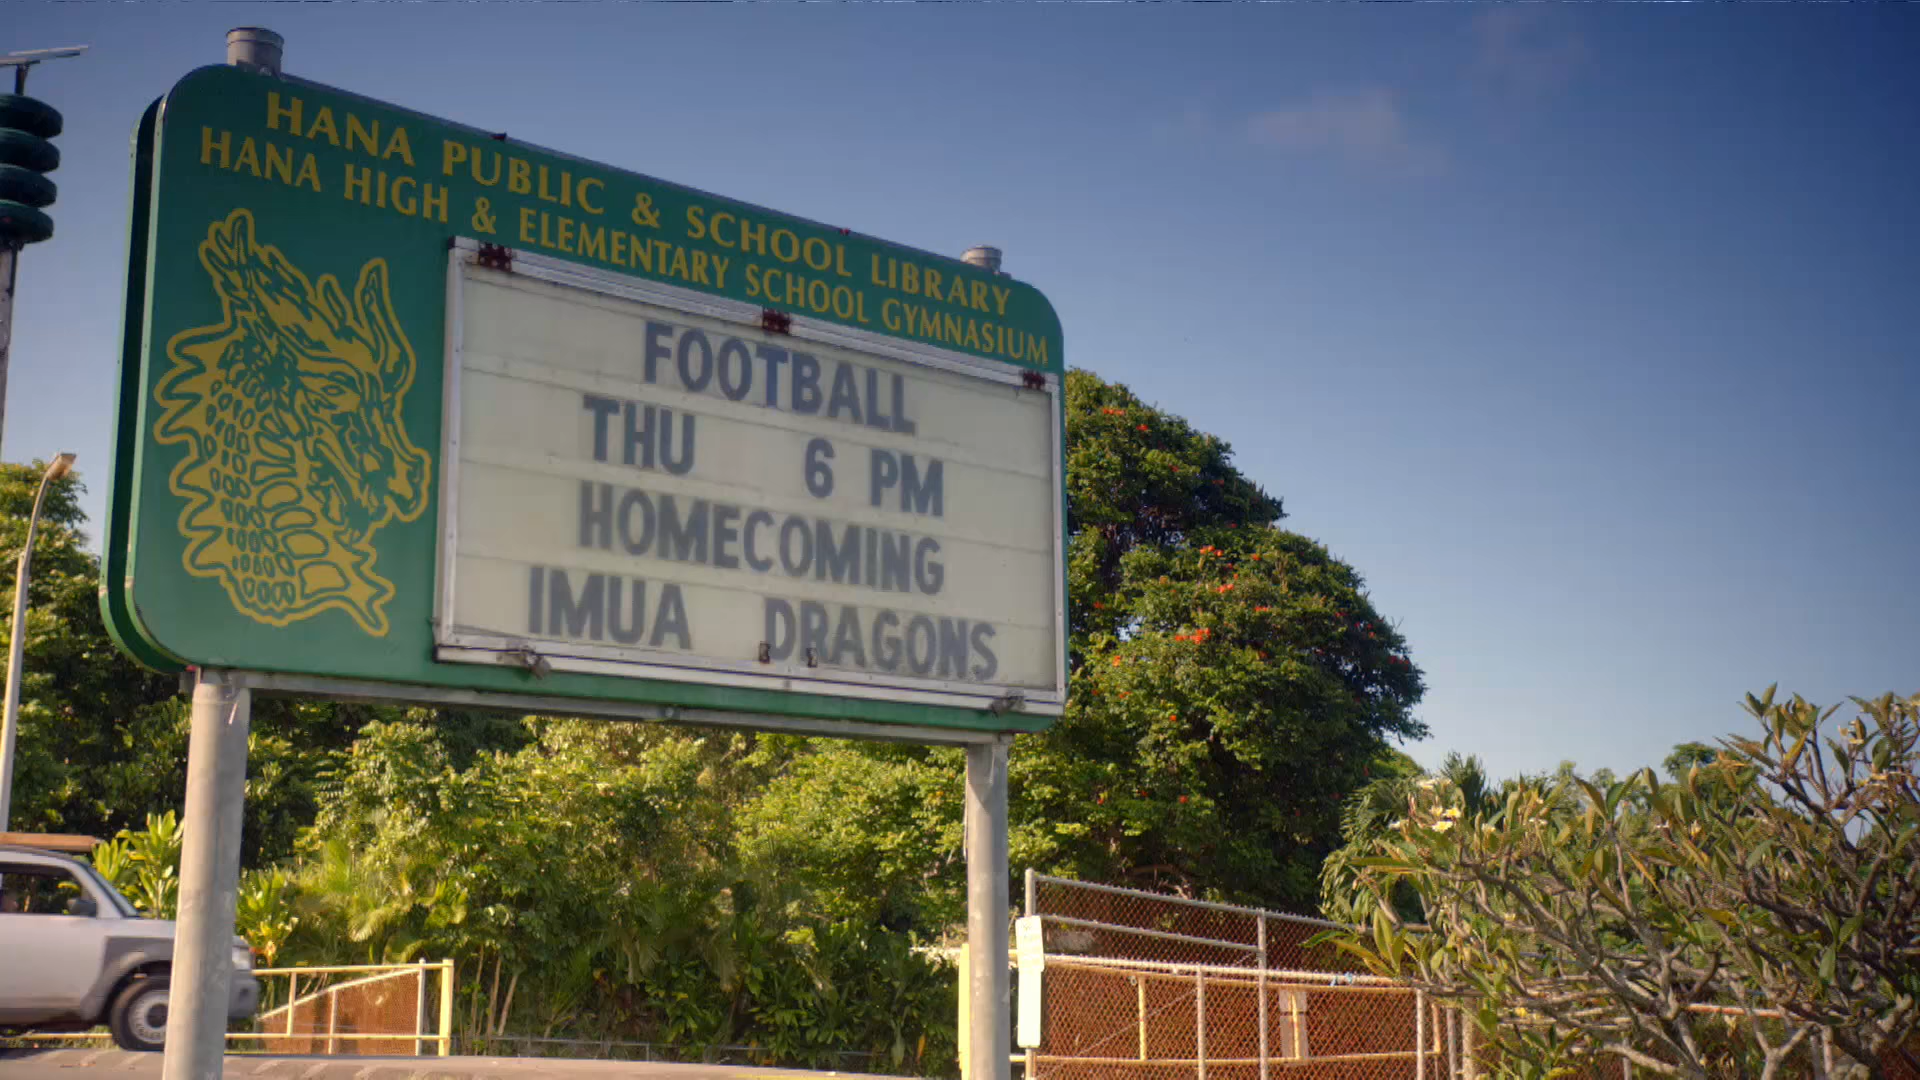 HANA PUBLIC & SCHOOL LIBRARY
HANA HIGH & ELEMENTARY SCHOOL GYMNASIUM
FOOTBALL
THU 6 PM
HOMECOMING
IMUA DRAGONS